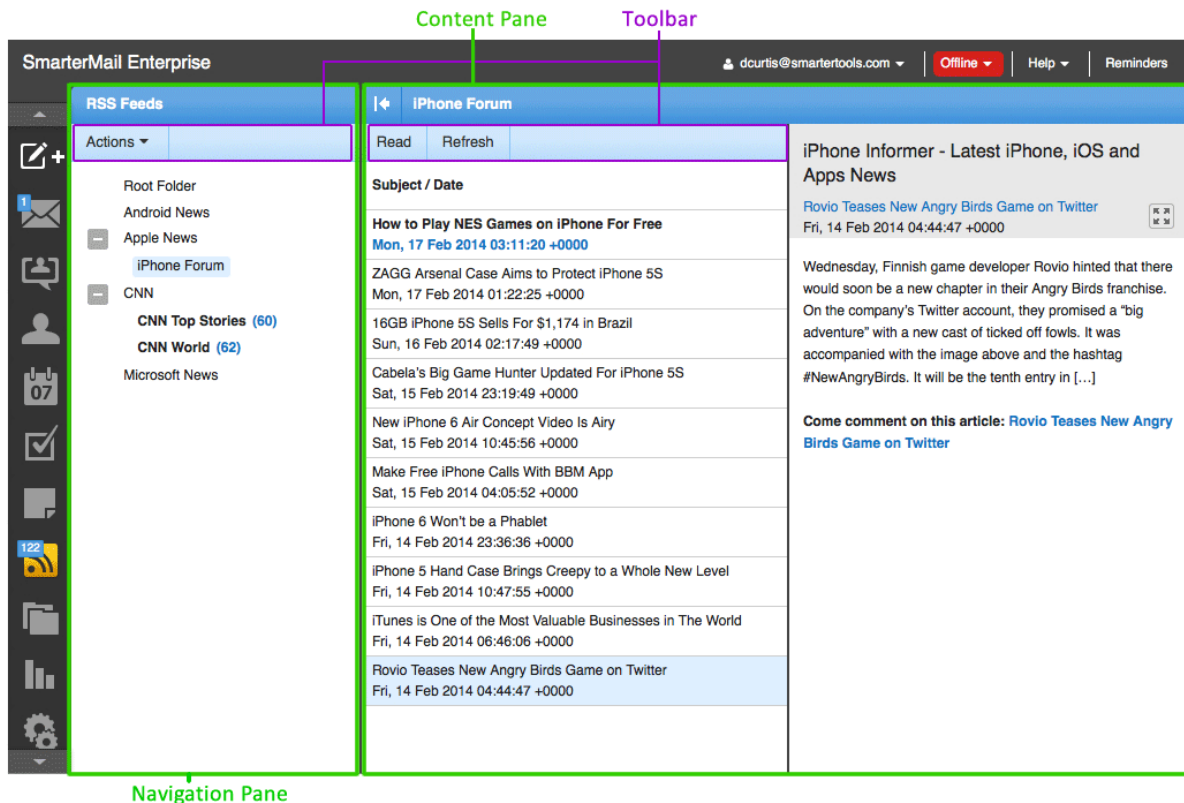 Content Pane
Toolbar
SmarterMail Enterprise
dcurtis@smartertools.com
Offline
Help
Reminders
RSS Feeds
iPhone Forum
Actions
Read
Refresh
1
07
122
Root Folder
Android News
Apple News
iPhone Forum
CNN
CNN Top Stories (60)
CNN World (62)
Microsoft News
Subject / Date
How to Play NES Games on iPhone For Free
Mon, 17 Feb 2014 03:11:20 +0000
ZAGG Arsenal Case Aims to Protect iPhone 5S
Mon, 17 Feb 2014 01:22:25 +0000
16GB iPhone 5S Sells For $1,174 in Brazil
Sun, 16 Feb 2014 02:17:49 +0000
Cabela's Big Game Hunter Updated For iPhone 5S
Sat, 15 Feb 2014 23:19:49 +0000
New iPhone 6 Air Concept Video Is Airy
Sat, 15 Feb 2014 10:45:56 +0000
Make Free iPhone Calls With BBM App
Sat, 15 Feb 2014 04:05:52 +0000
iPhone 6 Won't be a Phablet
Fri, 14 Feb 2014 23:36:36 +0000
iPhone 5 Hand Case Brings Creepy to a Whole New Level
Fri, 14 Feb 2014 10:47:55 +0000
iTunes is One of the Most Valuable Businesses in The World
Fri, 14 Feb 2014 06:46:06 +0000
Rovio Teases New Angry Birds Game on Twitter
Fri, 14 Feb 2014 04:44:47 +0000
iPhone Informer - Latest iPhone, iOS and
Apps News
Rovio Teases New Angry Birds Game on Twitter
Fri, 14 Feb 2014 04:44:47 +0000
Wednesday, Finnish game developer Rovio hinted that there
would soon be a new chapter in their Angry Birds franchise.
On the company's Twitter account, they promised a “big
adventure” with a new cast of ticked off fowls. It was
accompanied with the image above and the hashtag
#NewAngryBirds. It will be the tenth entry in […]
Come comment on this article: Rovio Teases New Angry
Birds Game on Twitter
Navigation Pane